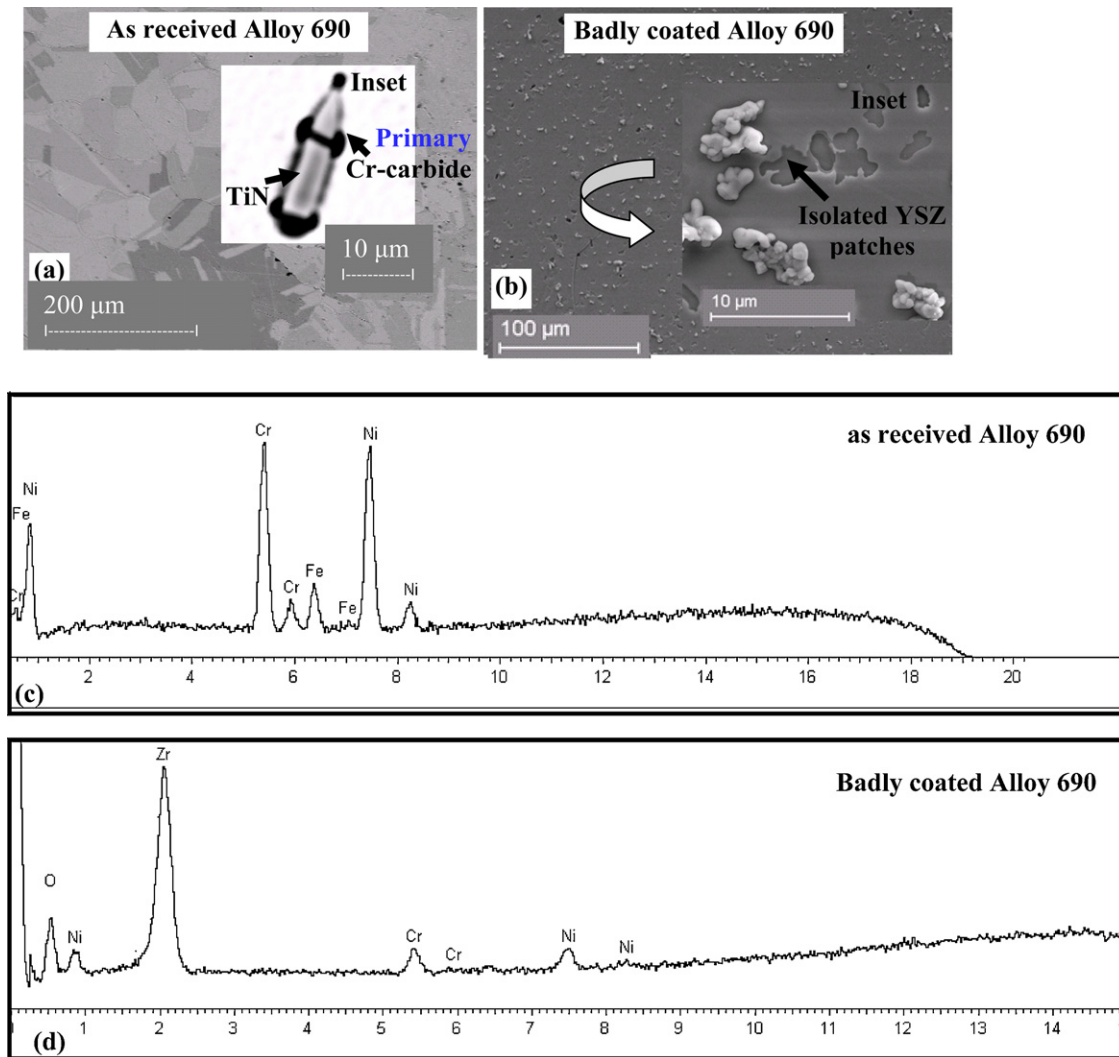 As received Alloy 690
Inset
Primary
Cr-carbide
TiN
10 µm
(a)
200 µm
Badly coated Alloy 690
Inset
Isolated YSZ
patches
(b)
10 µm
100 µm
as received Alloy 690
Cr
Ni
Ni
Fe
Fe
Cr
Ni
Cr
Fe
2 4 6 8 10 12 14 16 18 20
(c)
Zr
Badly coated Alloy 690
O
Ni
Cr
Cr
Ni
Ni
1 2 3 4 5 6 7 8 9 10 11 12 13 14
(d)